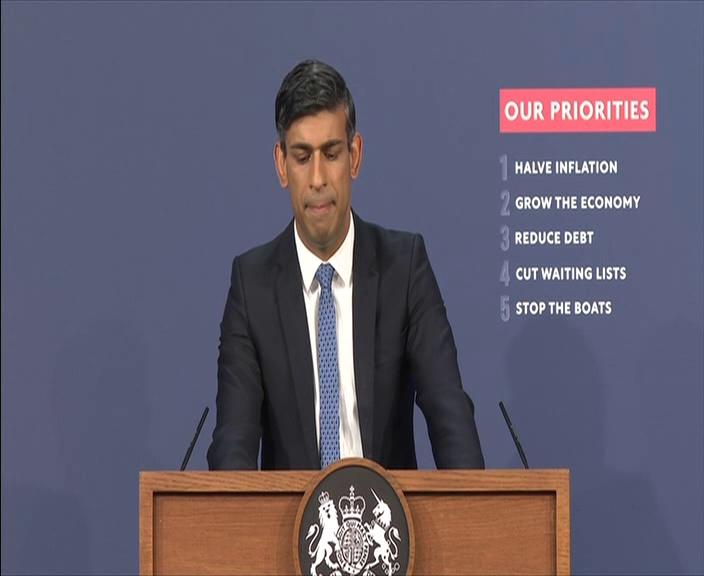 OUR PRIORITIES
1 HALVE INFLATION
2 GROW THE ECONOMY
3 REDUCE DEBT
4 CUT WAITING LISTS
5 STOP THE BOATS